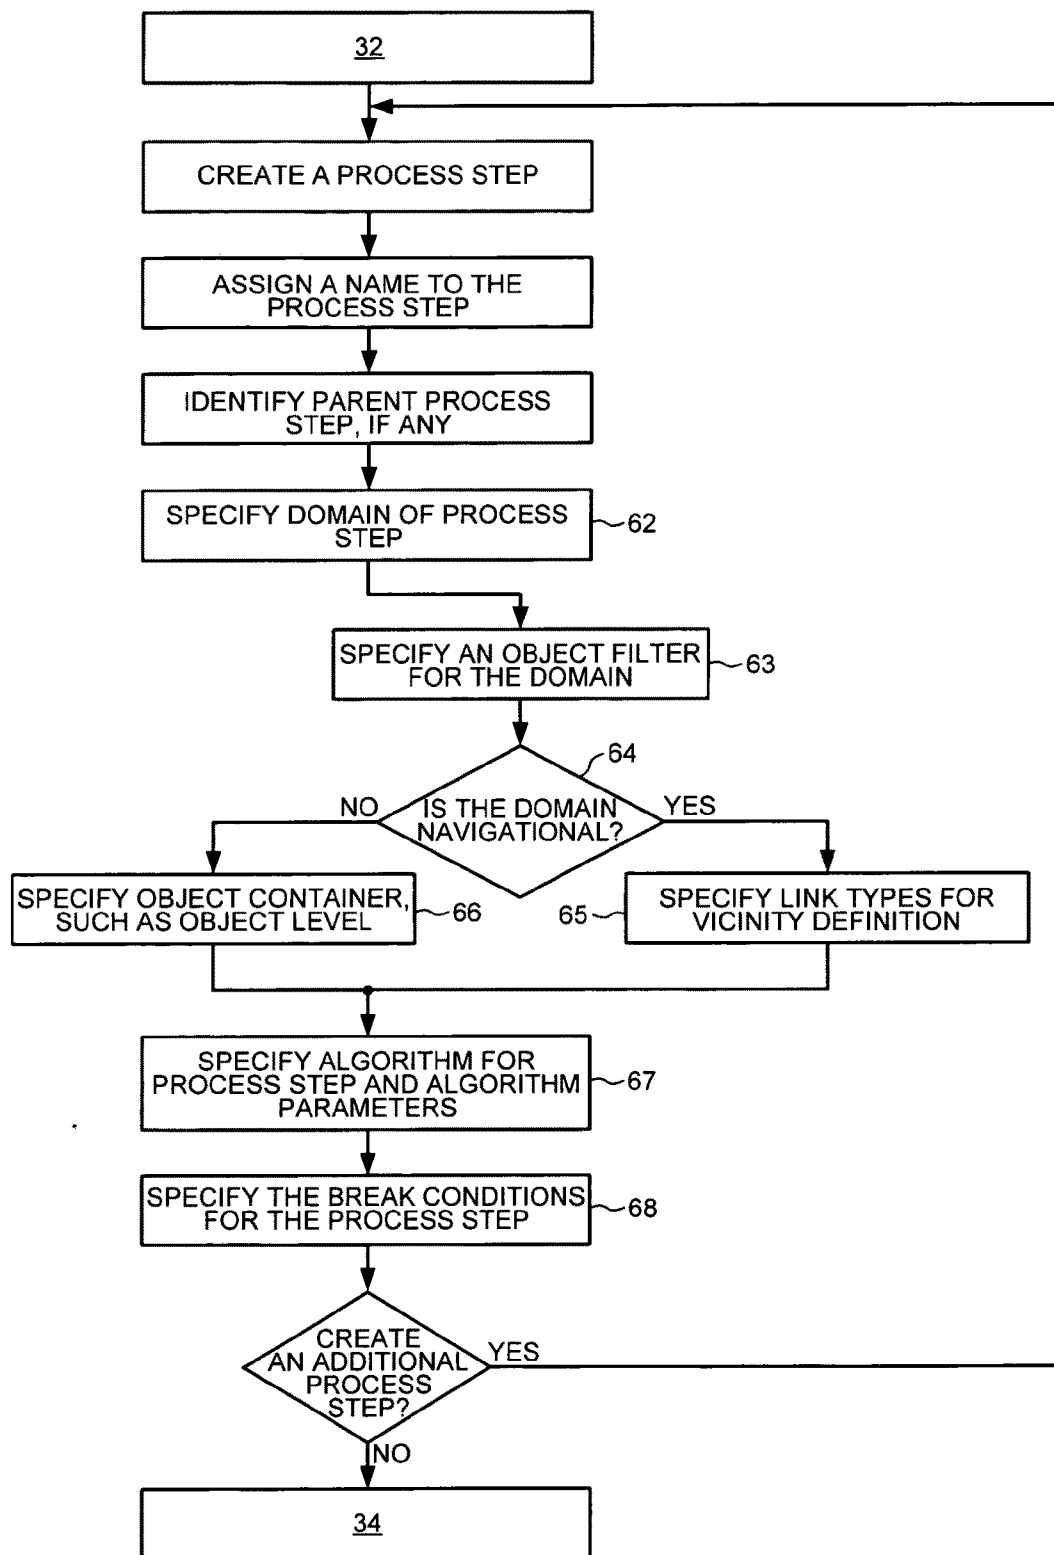 32
CREATE A PROCESS STEP
ASSIGN A NAME TO THE
PROCESS STEP
IDENTIFY PARENT PROCESS
STEP, IF ANY
SPECIFY DOMAIN OF PROCESS
STEP
62
SPECIFY AN OBJECT FILTER
FOR THE DOMAIN
63
64
NO
IS THE DOMAIN
NAVIGATIONAL?
YES
SPECIFY OBJECT CONTAINER,
SUCH AS OBJECT LEVEL
66
65
SPECIFY LINK TYPES FOR
VICINITY DEFINITION
SPECIFY ALGORITHM FOR
PROCESS STEP AND ALGORITHM
PARAMETERS
67
SPECIFY THE BREAK CONDITIONS
FOR THE PROCESS STEP
68
CREATE
AN ADDITIONAL
PROCESS
STEP?
YES
NO
34